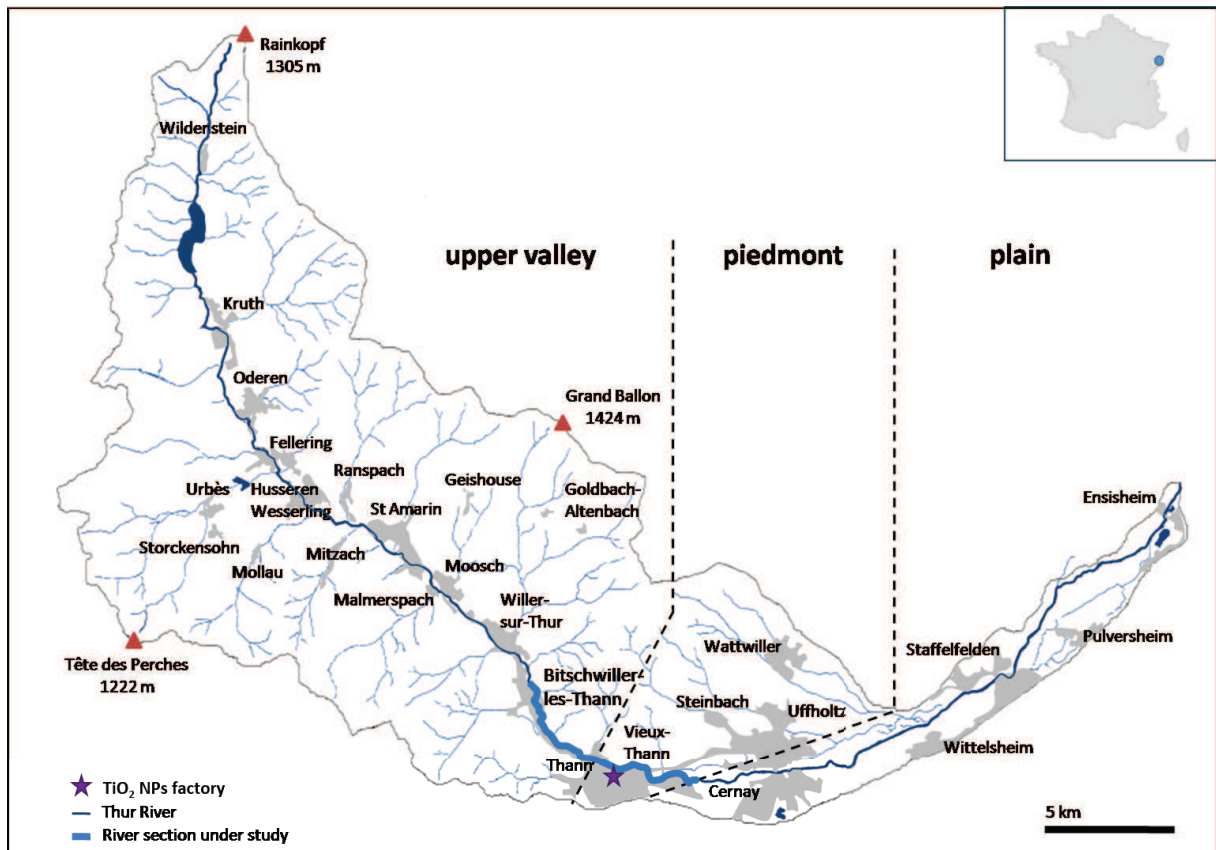 Rainkopf
1305 m
Wildenstein
upper valley
piedmont
plain
Kruth
Oderen
Grand Ballon
1424 m
Fellering
Ranspach
Geishouse
Urbès
Husseren
Wesserling
St Amarin
Goldbach-
Altenbach
Ensisheim
Storckensohn
Mollau
Mitzach
Moosch
Malmerspach
Willer-
sur-Thur
Tête des Perches
1222 m
Wattwiller
Staffelfelden
Pulversheim
Bitschwiller-
les-Thann
Steinbach
Uffholtz
Vieux-
Thann
Wittelsheim
Thann
Cernay
TiO₂ NPs factory
Thur River
River section under study
5 km